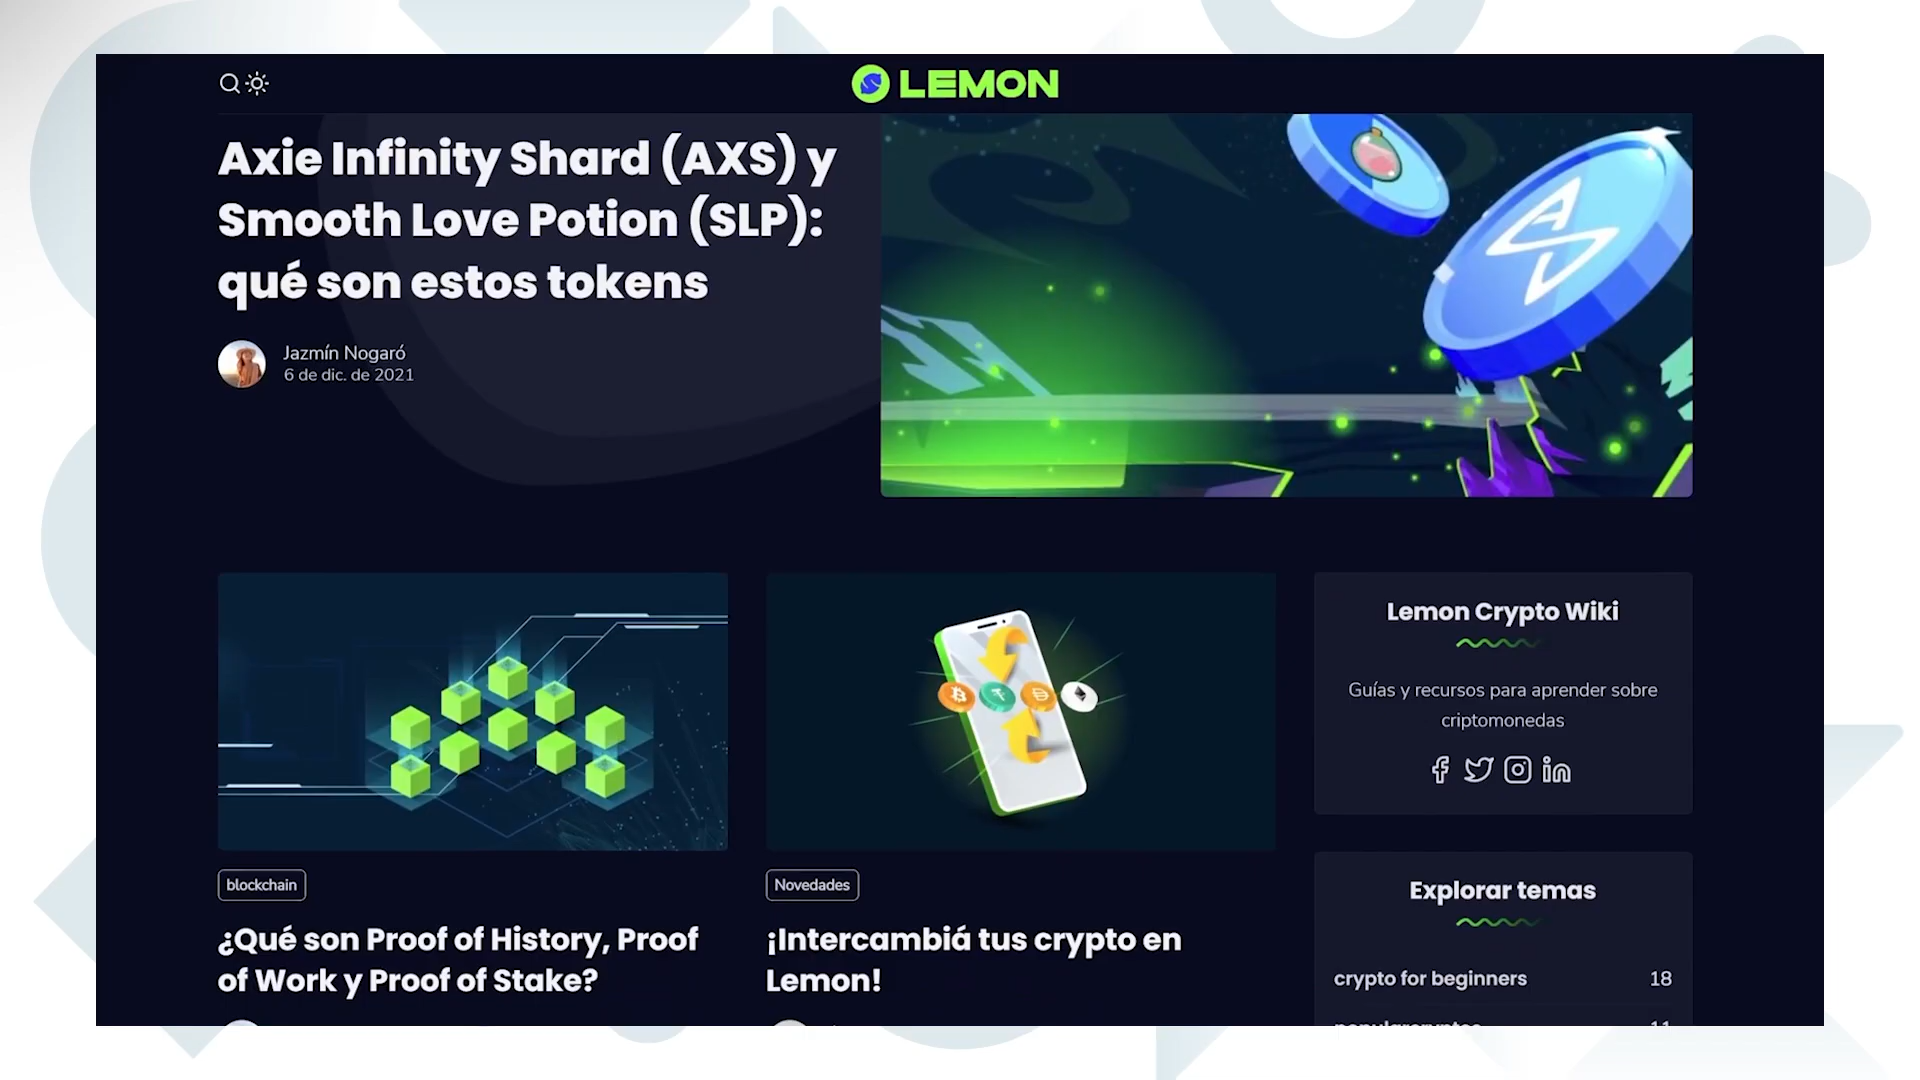 LEMON
Axie Infinity Shard (AXS) y
Smooth Love Potion (SLP):
qué son estos tokens
Jazmín Nogaró
6 de dic. de 2021
blockchain
¿Qué son Proof of History, Proof
of Work y Proof of Stake?
Novedades
¡Intercambiá tus crypto en
Lemon!
Lemon Crypto Wiki
Guías y recursos para aprender sobre
criptomonedas
Explorar temas
crypto for beginners 18